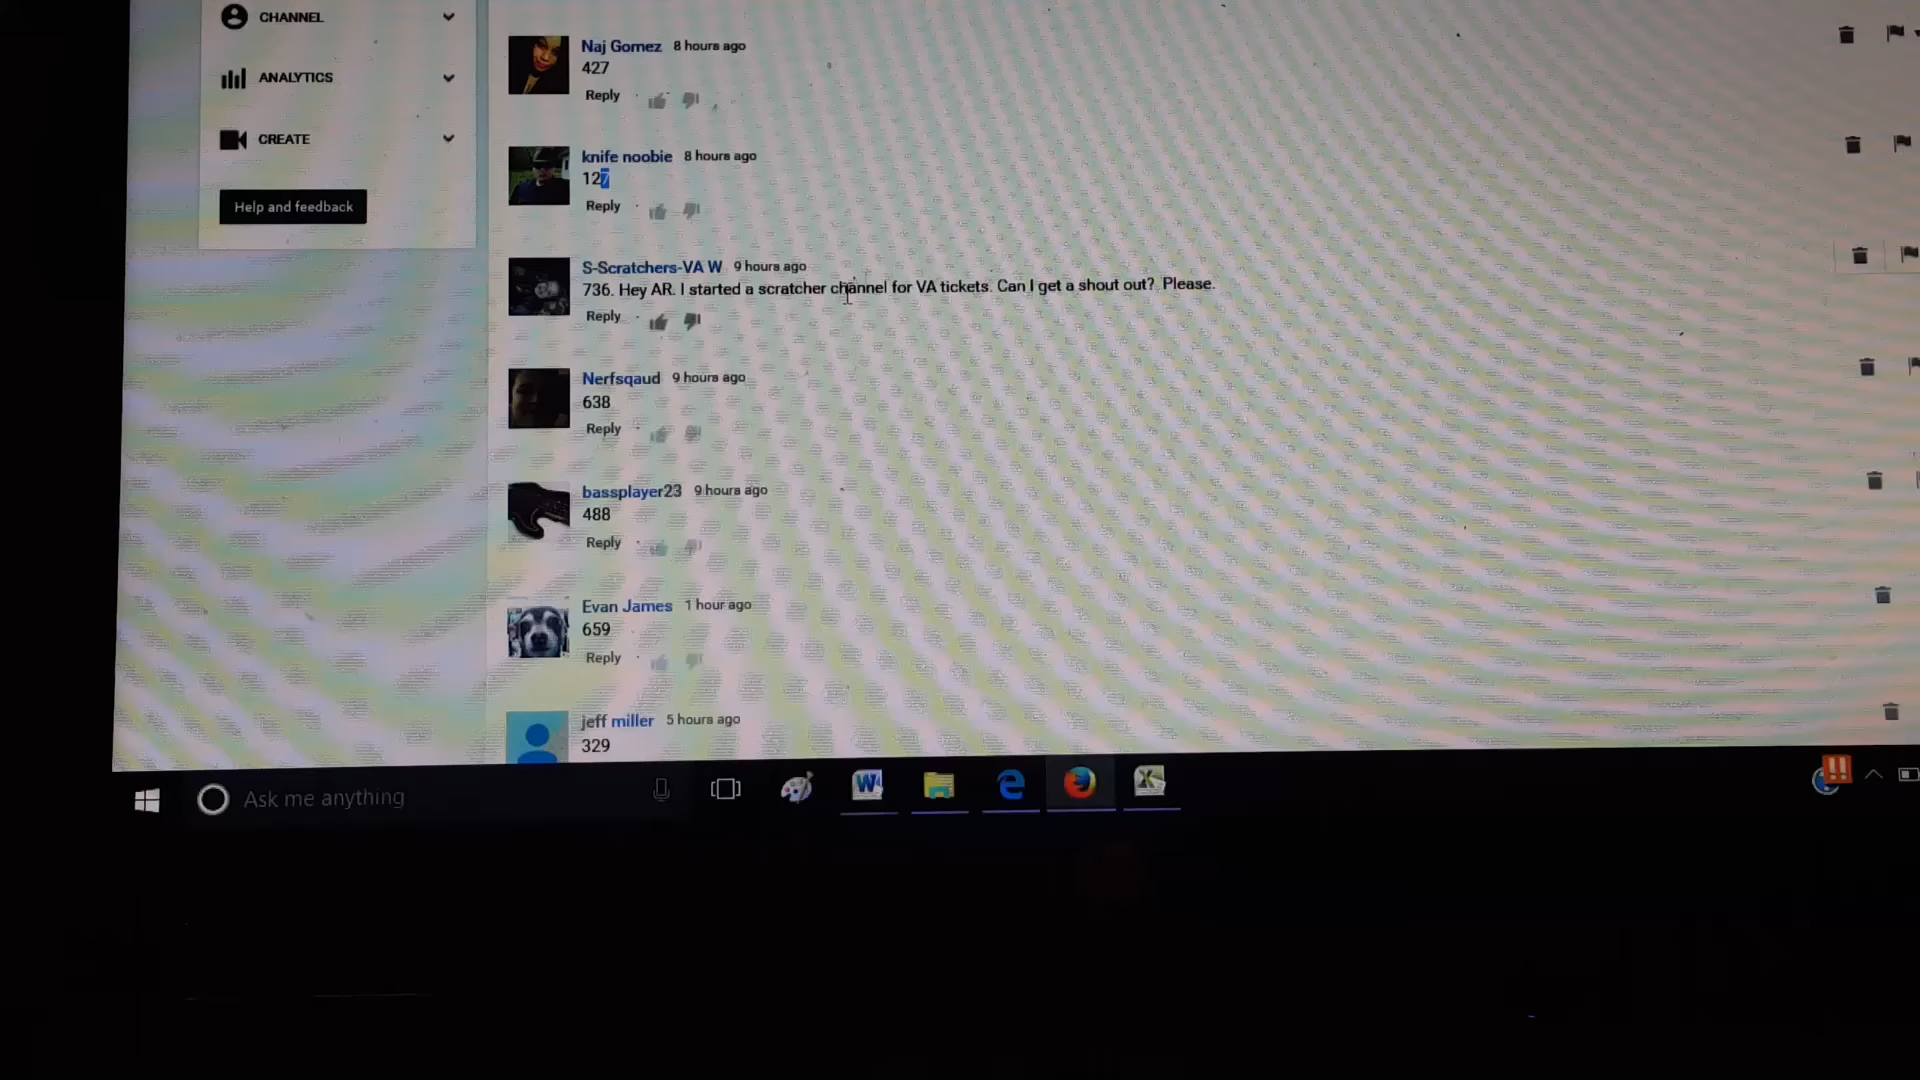 CHANNEL
ANALYTICS
CREATE
Help and feedback
Naj Gomez 8 hours ago
427
Reply
knife noobie 8 hours ago
127
Reply
S-Scratchers-VA W 9 hours ago
736. Hey AR. I started a scratcher channel for VA tickets. Can I get a shout out? Please.
Reply
Nerfsqaud 9 hours ago
638
Reply
bassplayer23 9 hours ago
488
Reply
Evan James 1 hour ago
659
Reply
jeff miller 5 hours ago
329
Ask me anything